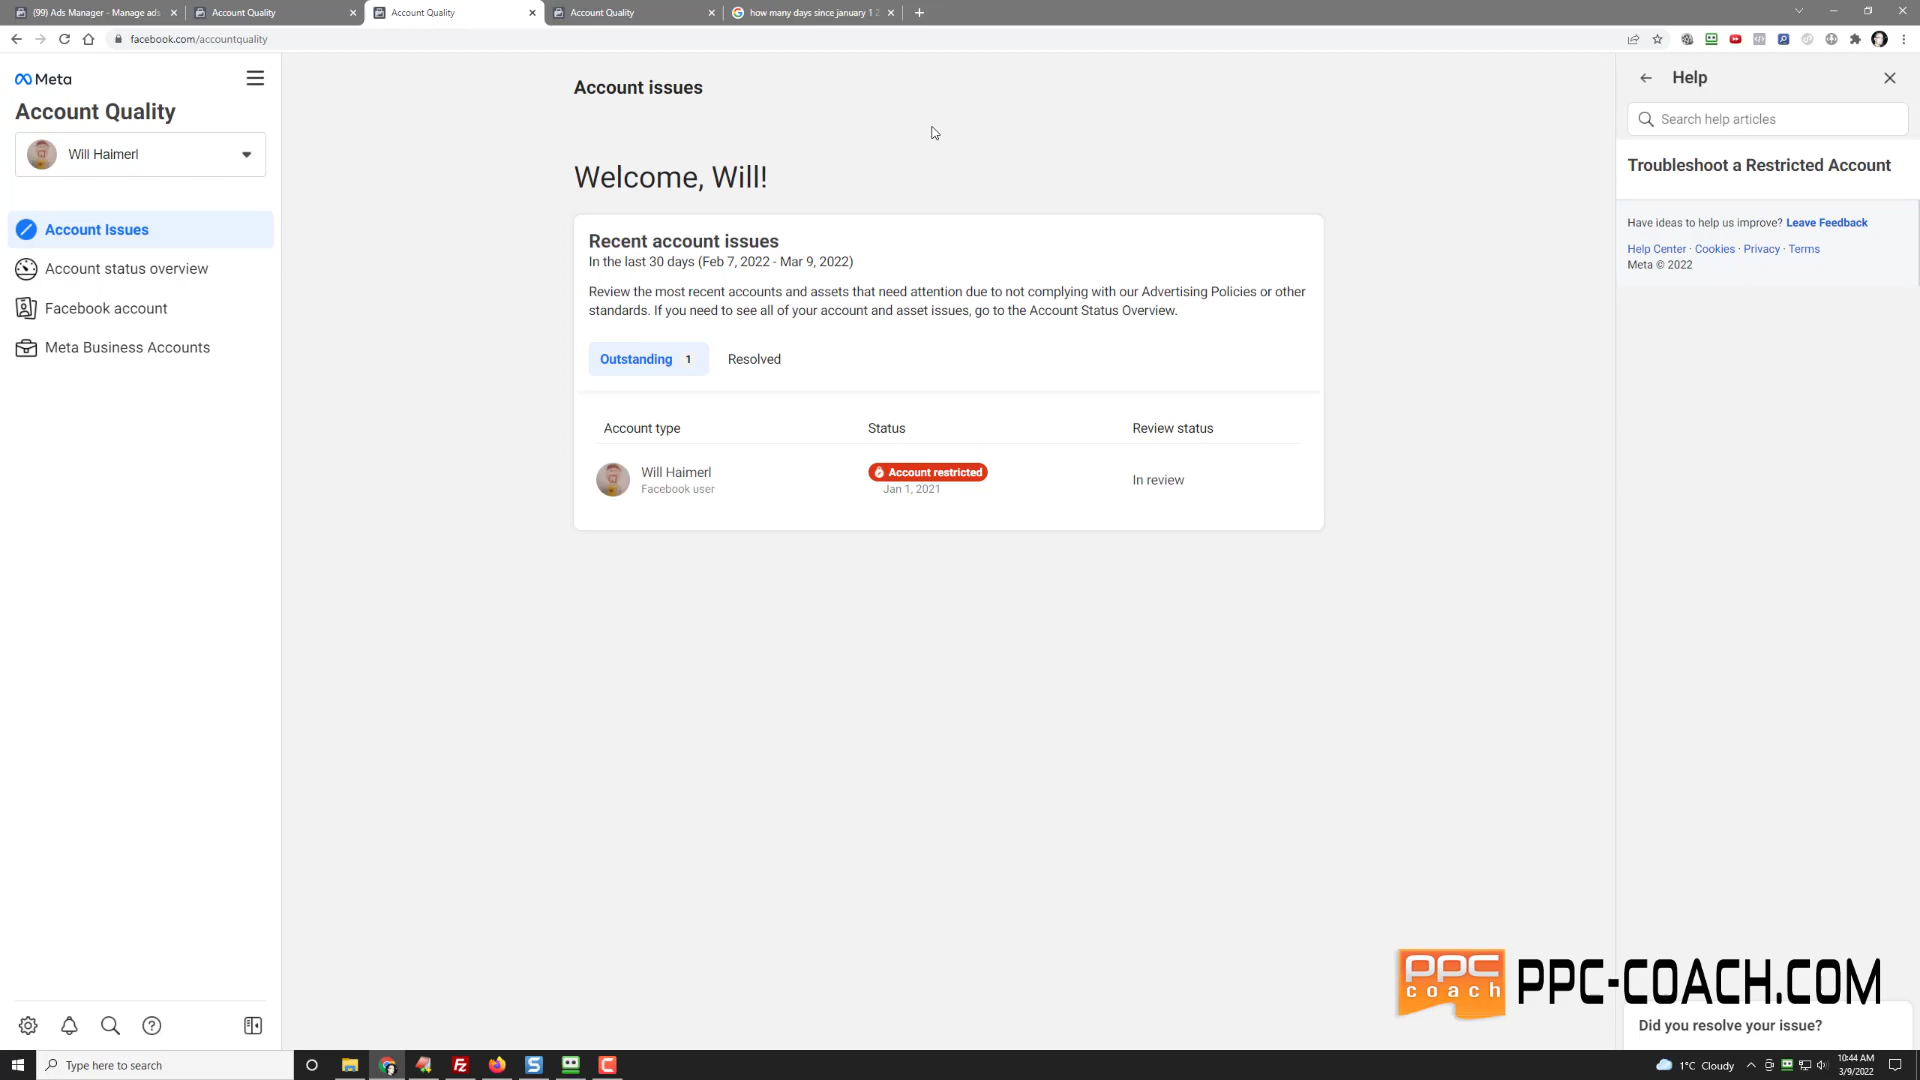 (99) Ads Manager - Manage ads
Account Quality
Account Quality
Account Quality
how many days since january 1 2
facebook.com/accountquality
Meta
Account Quality
Will Haimerl
Account Issues
Account status overview
Facebook account
Meta Business Accounts
Account issues
Welcome, Will!
Recent account issues
In the last 30 days (Feb 7, 2022 - Mar 9, 2022)
Review the most recent accounts and assets that need attention due to not complying with our Advertising Policies or other
standards. If you need to see all of your account and asset issues, go to the Account Status Overview.
Outstanding 1 Resolved
Account type Status Review status
Will Haimerl
Facebook user
Account restricted
Jan 1, 2021
In review
Help
Search help articles
Troubleshoot a Restricted Account
Have ideas to help us improve? Leave Feedback
Help Center · Cookies · Privacy · Terms
Meta © 2022
PPC
coach
PPC-COACH.COM
Did you resolve your issue?
Type here to search
1°C Cloudy
10:44 AM
3/9/2022